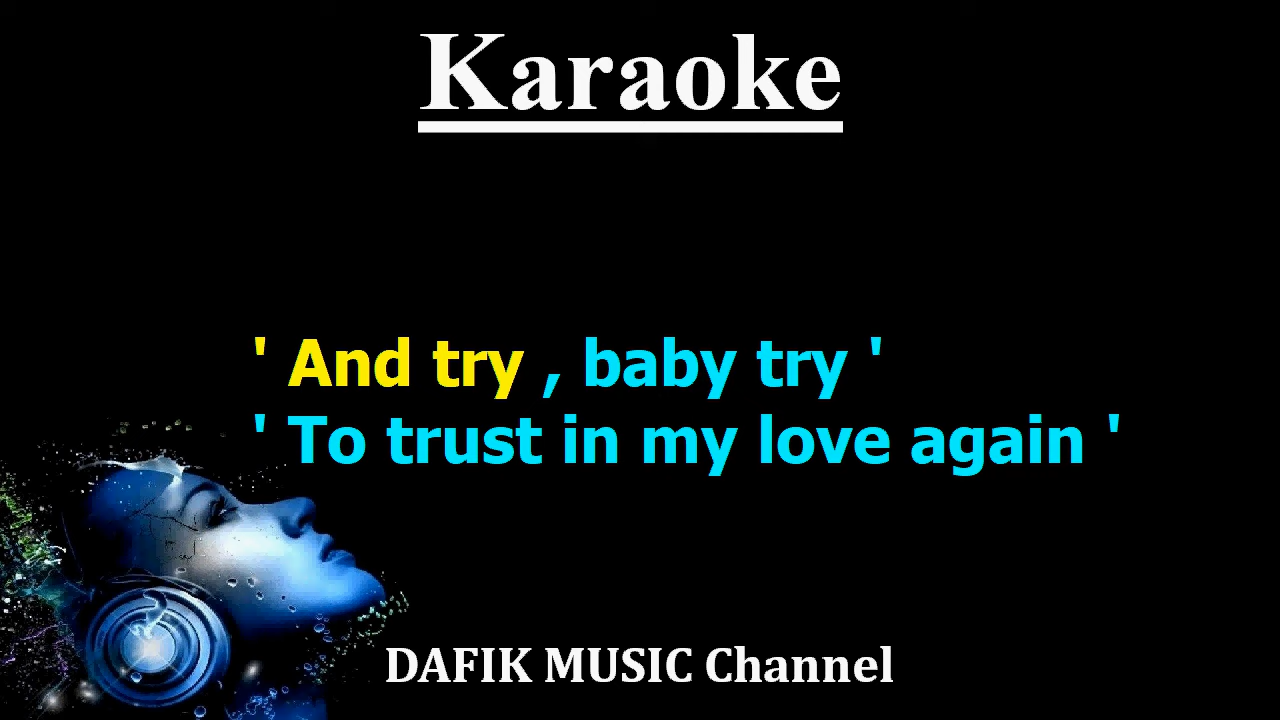 Karaoke
' And try , baby try '
' To trust in my love again '
DAFIK MUSIC Channel